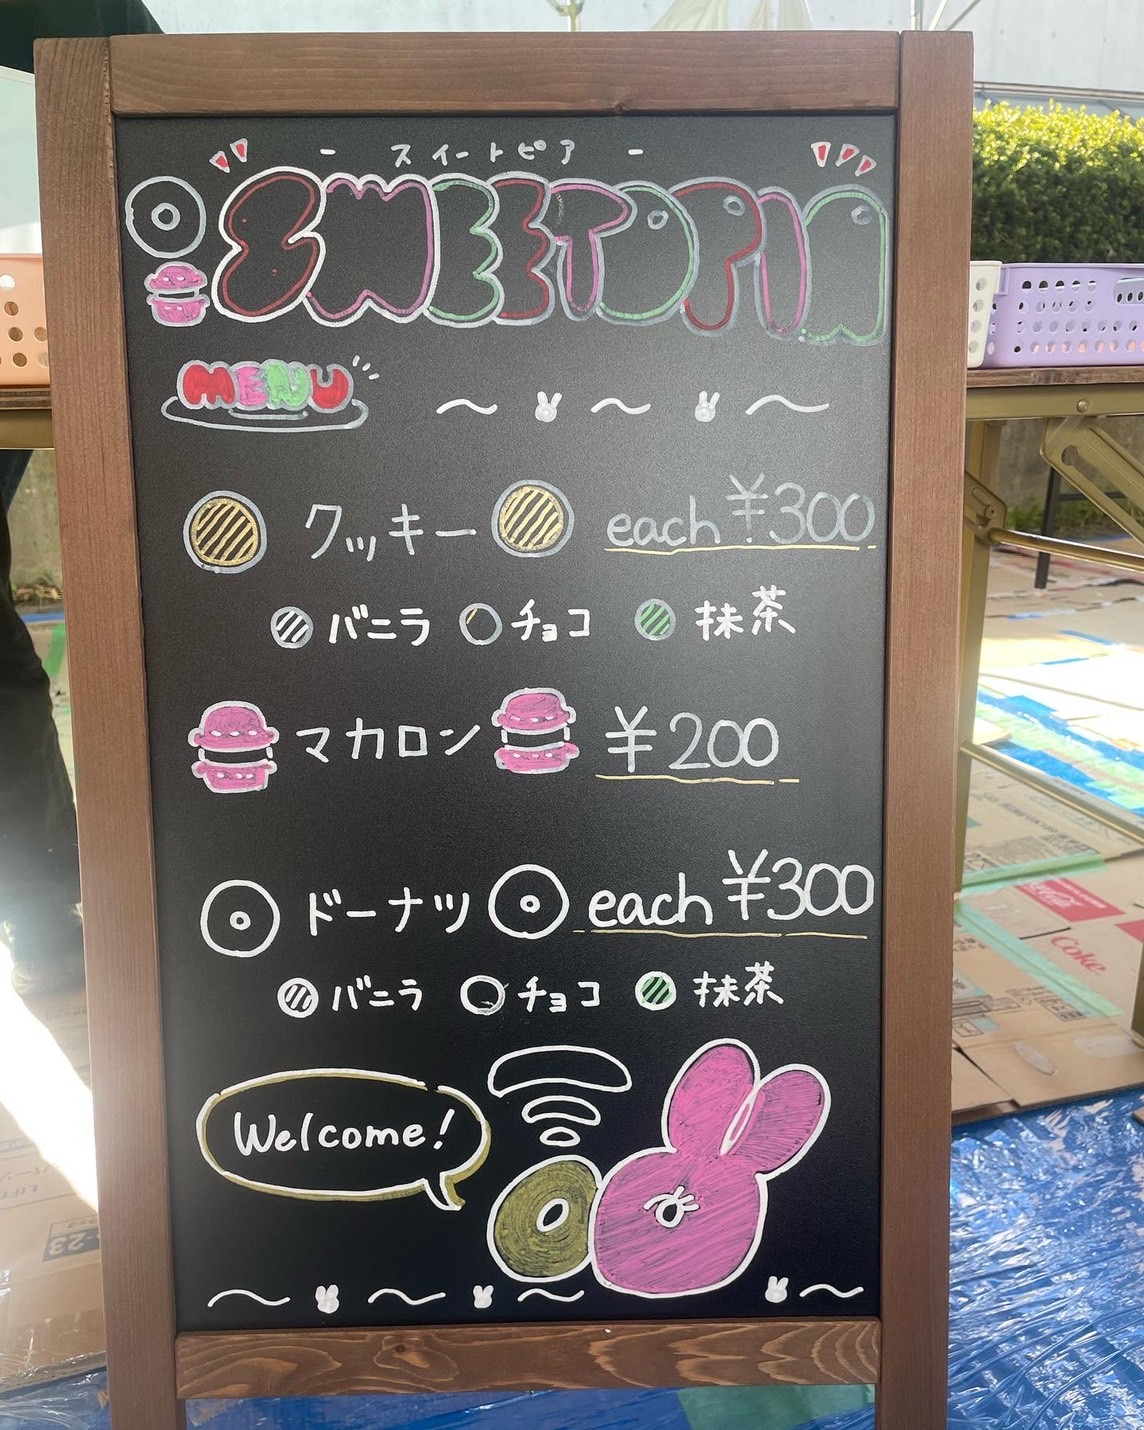 - スイートピア -
SWEETOPIA
MENU
クッキー each ¥300
バニラ チョコ 抹茶
マカロン ¥200
ドーナツ each ¥300
バニラ チョコ 抹茶
Welcome!
Coke